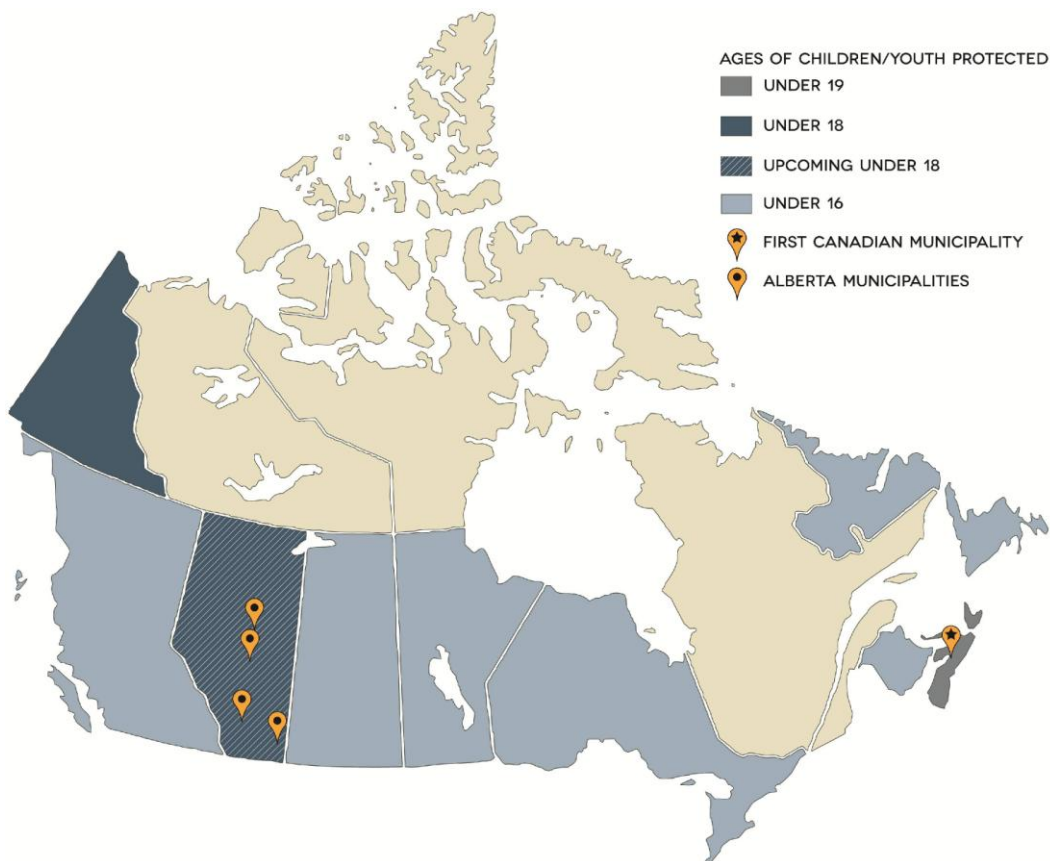 AGES OF CHILDREN/YOUTH PROTECTED
UNDER 19
UNDER 18
UPCOMING UNDER 18
UNDER 16
FIRST CANADIAN MUNICIPALITY
ALBERTA MUNICIPALITIES